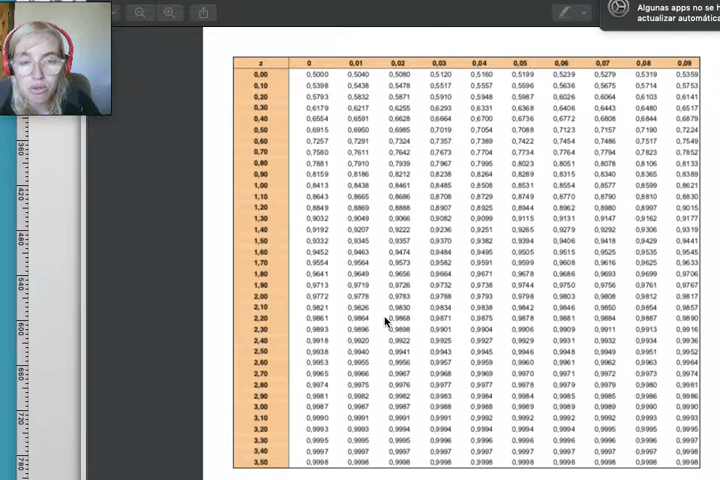 Algunas apps no se h
actualizar automátic
z 0 0,01 0,02 0,03 0,04 0,05 0,06 0,07 0,08 0,09
0,00 0,5000 0,5040 0,5080 0,5120 0,5160 0,5199 0,5239 0,5279 0,5319 0,5359
0,10 0,5398 0,5438 0,5478 0,5517 0,5557 0,5596 0,5636 0,5675 0,5714 0,5753
0,20 0,5793 0,5832 0,5871 0,5910 0,5948 0,5987 0,6026 0,6064 0,6103 0,6141
0,30 0,6179 0,6217 0,6255 0,6293 0,6331 0,6368 0,6406 0,6443 0,6480 0,6517
0,40 0,6554 0,6591 0,6628 0,6664 0,6700 0,6736 0,6772 0,6808 0,6844 0,6879
0,50 0,6915 0,6950 0,6985 0,7019 0,7054 0,7088 0,7123 0,7157 0,7190 0,7224
0,60 0,7257 0,7291 0,7324 0,7357 0,7389 0,7422 0,7454 0,7486 0,7517 0,7549
0,70 0,7580 0,7611 0,7642 0,7673 0,7704 0,7734 0,7764 0,7794 0,7823 0,7852
0,80 0,7881 0,7910 0,7939 0,7967 0,7995 0,8023 0,8051 0,8078 0,8106 0,8133
0,90 0,8159 0,8186 0,8212 0,8238 0,8264 0,8289 0,8315 0,8340 0,8365 0,8389
1,00 0,8413 0,8438 0,8461 0,8485 0,8508 0,8531 0,8554 0,8577 0,8599 0,8621
1,10 0,8643 0,8665 0,8686 0,8708 0,8729 0,8749 0,8770 0,8790 0,8810 0,8830
1,20 0,8849 0,8869 0,8888 0,8907 0,8925 0,8944 0,8962 0,8980 0,8997 0,9015
1,30 0,9032 0,9049 0,9066 0,9082 0,9099 0,9115 0,9131 0,9147 0,9162 0,9177
1,40 0,9192 0,9207 0,9222 0,9236 0,9251 0,9265 0,9279 0,9292 0,9306 0,9319
1,50 0,9332 0,9345 0,9357 0,9370 0,9382 0,9394 0,9406 0,9418 0,9429 0,9441
1,60 0,9452 0,9463 0,9474 0,9484 0,9495 0,9505 0,9515 0,9525 0,9535 0,9545
1,70 0,9554 0,9564 0,9573 0,9582 0,9591 0,9599 0,9608 0,9616 0,9625 0,9633
1,80 0,9641 0,9649 0,9656 0,9664 0,9671 0,9678 0,9686 0,9693 0,9699 0,9706
1,90 0,9713 0,9719 0,9726 0,9732 0,9738 0,9744 0,9750 0,9756 0,9761 0,9767
2,00 0,9772 0,9778 0,9783 0,9788 0,9793 0,9798 0,9803 0,9808 0,9812 0,9817
2,10 0,9821 0,9826 0,9830 0,9834 0,9838 0,9842 0,9846 0,9850 0,9854 0,9857
2,20 0,9861 0,9864 0,9868 0,9871 0,9875 0,9878 0,9881 0,9884 0,9887 0,9890
2,30 0,9893 0,9896 0,9898 0,9901 0,9904 0,9906 0,9909 0,9911 0,9913 0,9916
2,40 0,9918 0,9920 0,9922 0,9925 0,9927 0,9929 0,9931 0,9932 0,9934 0,9936
2,50 0,9938 0,9940 0,9941 0,9943 0,9945 0,9946 0,9948 0,9949 0,9951 0,9952
2,60 0,9953 0,9955 0,9956 0,9957 0,9959 0,9960 0,9961 0,9962 0,9963 0,9964
2,70 0,9965 0,9966 0,9967 0,9968 0,9969 0,9970 0,9971 0,9972 0,9973 0,9974
2,80 0,9974 0,9975 0,9976 0,9977 0,9977 0,9978 0,9979 0,9979 0,9980 0,9981
2,90 0,9981 0,9982 0,9982 0,9983 0,9984 0,9984 0,9985 0,9985 0,9986 0,9986
3,00 0,9987 0,9987 0,9987 0,9988 0,9988 0,9989 0,9989 0,9989 0,9990 0,9990
3,10 0,9990 0,9991 0,9991 0,9991 0,9992 0,9992 0,9992 0,9992 0,9993 0,9993
3,20 0,9993 0,9993 0,9994 0,9994 0,9994 0,9994 0,9994 0,9995 0,9995 0,9995
3,30 0,9995 0,9995 0,9995 0,9996 0,9996 0,9996 0,9996 0,9996 0,9996 0,9997
3,40 0,9997 0,9997 0,9997 0,9997 0,9997 0,9997 0,9997 0,9997 0,9997 0,9998
3,50 0,9998 0,9998 0,9998 0,9998 0,9998 0,9998 0,9998 0,9998 0,9998 0,9998
360
420
480
540
600
660
720
780